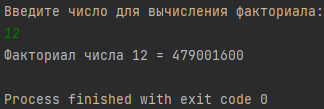 Введите число для вычисления факториала:
12
Факториал числа 12 = 479001600
Process finished with exit code 0